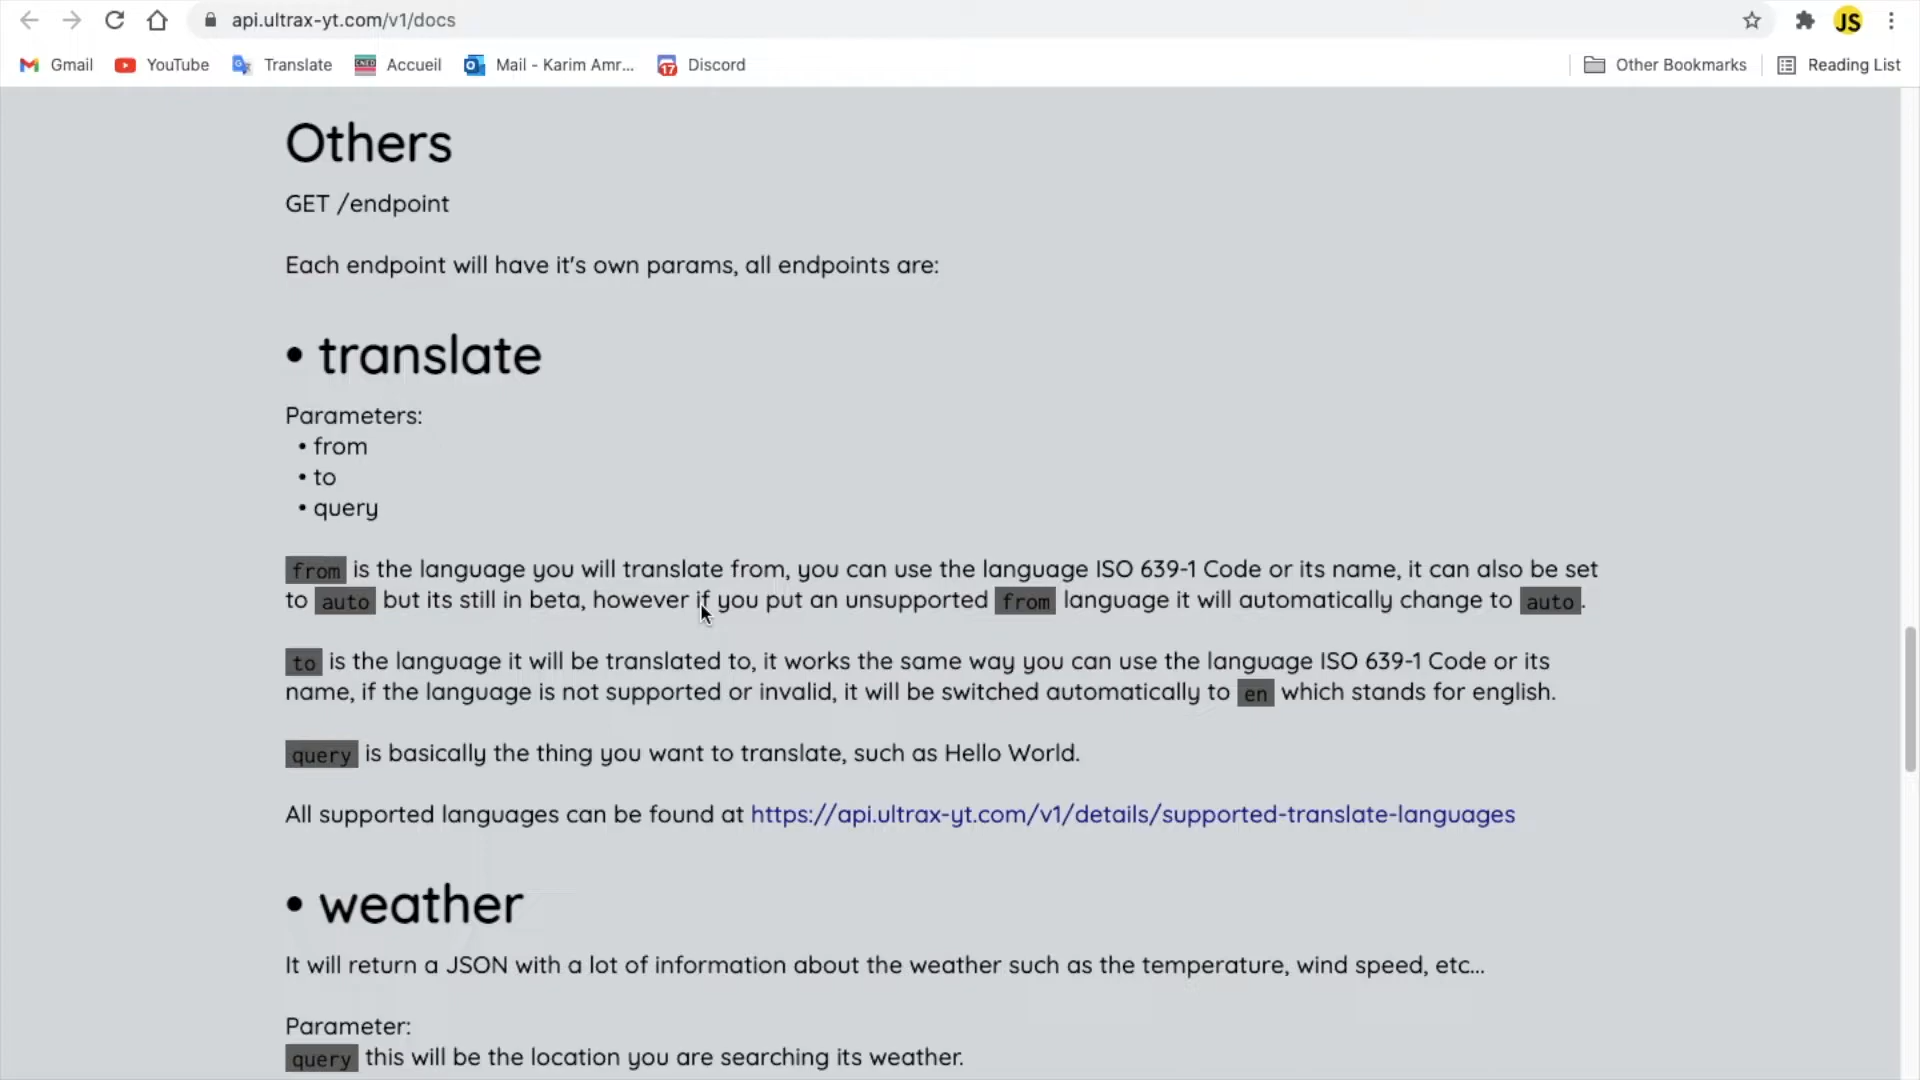 api.ultrax-yt.com/v1/docs
JS
Gmail
YouTube
Translate
Accueil
Mail - Karim Amr...
17
Discord
Other Bookmarks
Reading List
Others
GET /endpoint
Each endpoint will have it's own params, all endpoints are:
• translate
Parameters:
• from
• to
• query
from is the language you will translate from, you can use the language ISO 639-1 Code or its name, it can also be set
to auto but its still in beta, however if you put an unsupported from language it will automatically change to auto.
to is the language it will be translated to, it works the same way you can use the language ISO 639-1 Code or its
name, if the language is not supported or invalid, it will be switched automatically to en which stands for english.
query is basically the thing you want to translate, such as Hello World.
All supported languages can be found at https://api.ultrax-yt.com/v1/details/supported-translate-languages
• weather
It will return a JSON with a lot of information about the weather such as the temperature, wind speed, etc...
Parameter:
query this will be the location you are searching its weather.